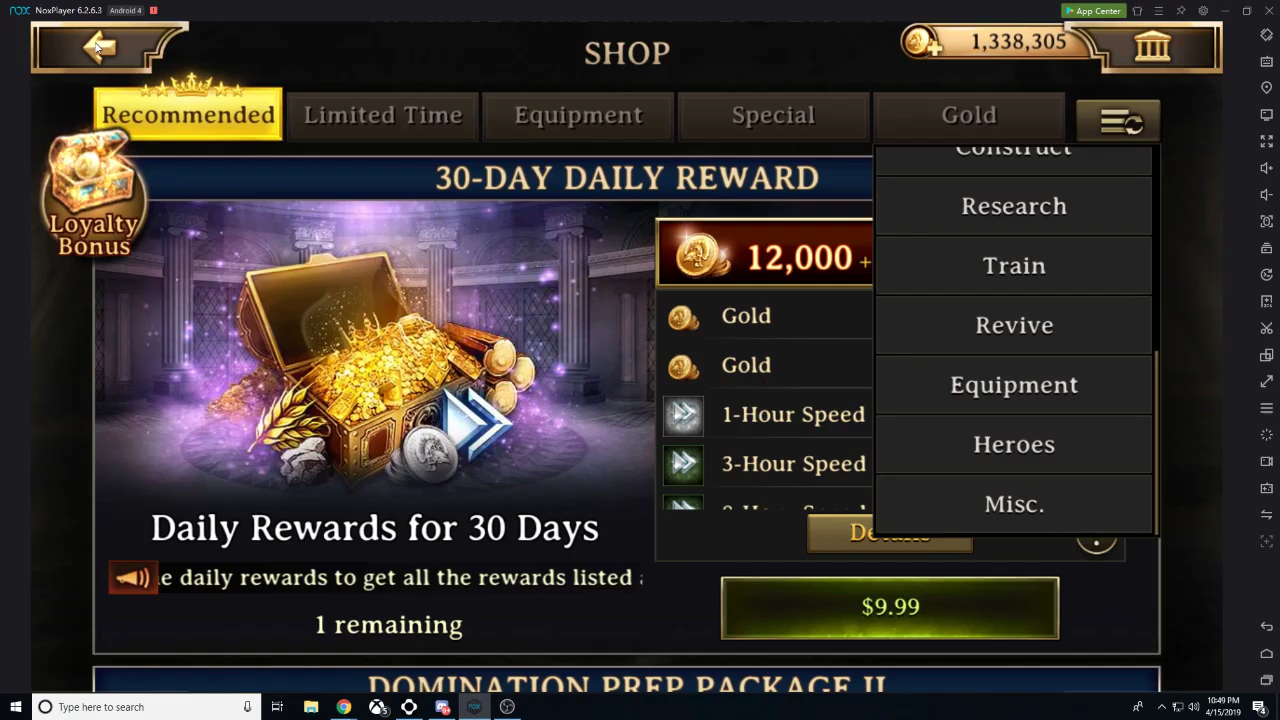 nox NoxPlayer 6.2.6.3 Android 4
App Center
SHOP
1,338,305
Recommended
Limited Time
Equipment
Special
Gold
Loyalty
Bonus
30-DAY DAILY REWARD
Construct
Research
Train
Revive
Equipment
Heroes
Misc.
12,000 +
Gold
Gold
1-Hour Speed
3-Hour Speed
Details
Daily Rewards for 30 Days
e daily rewards to get all the rewards listed
1 remaining
$9.99
DOMINATION PREP PACKAGE II
Type here to search
10:49 PM
4/15/2019